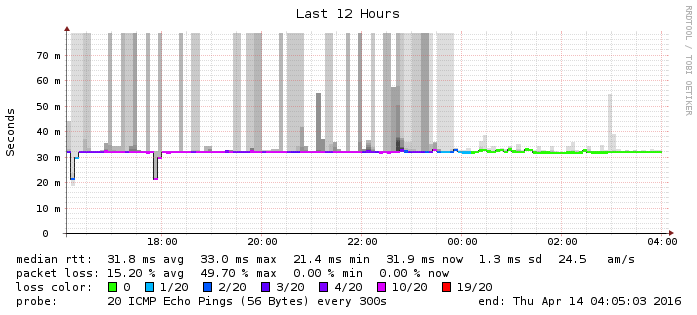 Last 12 Hours
RRDTOOL / TOBI OETIKER
Seconds
70 m
60 m
50 m
40 m
30 m
20 m
10 m
0
18:00 20:00 22:00 00:00 02:00 04:00
median rtt: 31.8 ms avg 33.0 ms max 21.4 ms min 31.9 ms now 1.3 ms sd 24.5 am/s
packet loss: 15.20 % avg 49.70 % max 0.00 % min 0.00 % now
loss color: 0 1/20 2/20 3/20 4/20 10/20 19/20
probe: 20 ICMP Echo Pings (56 Bytes) every 300s end: Thu Apr 14 04:05:03 2016